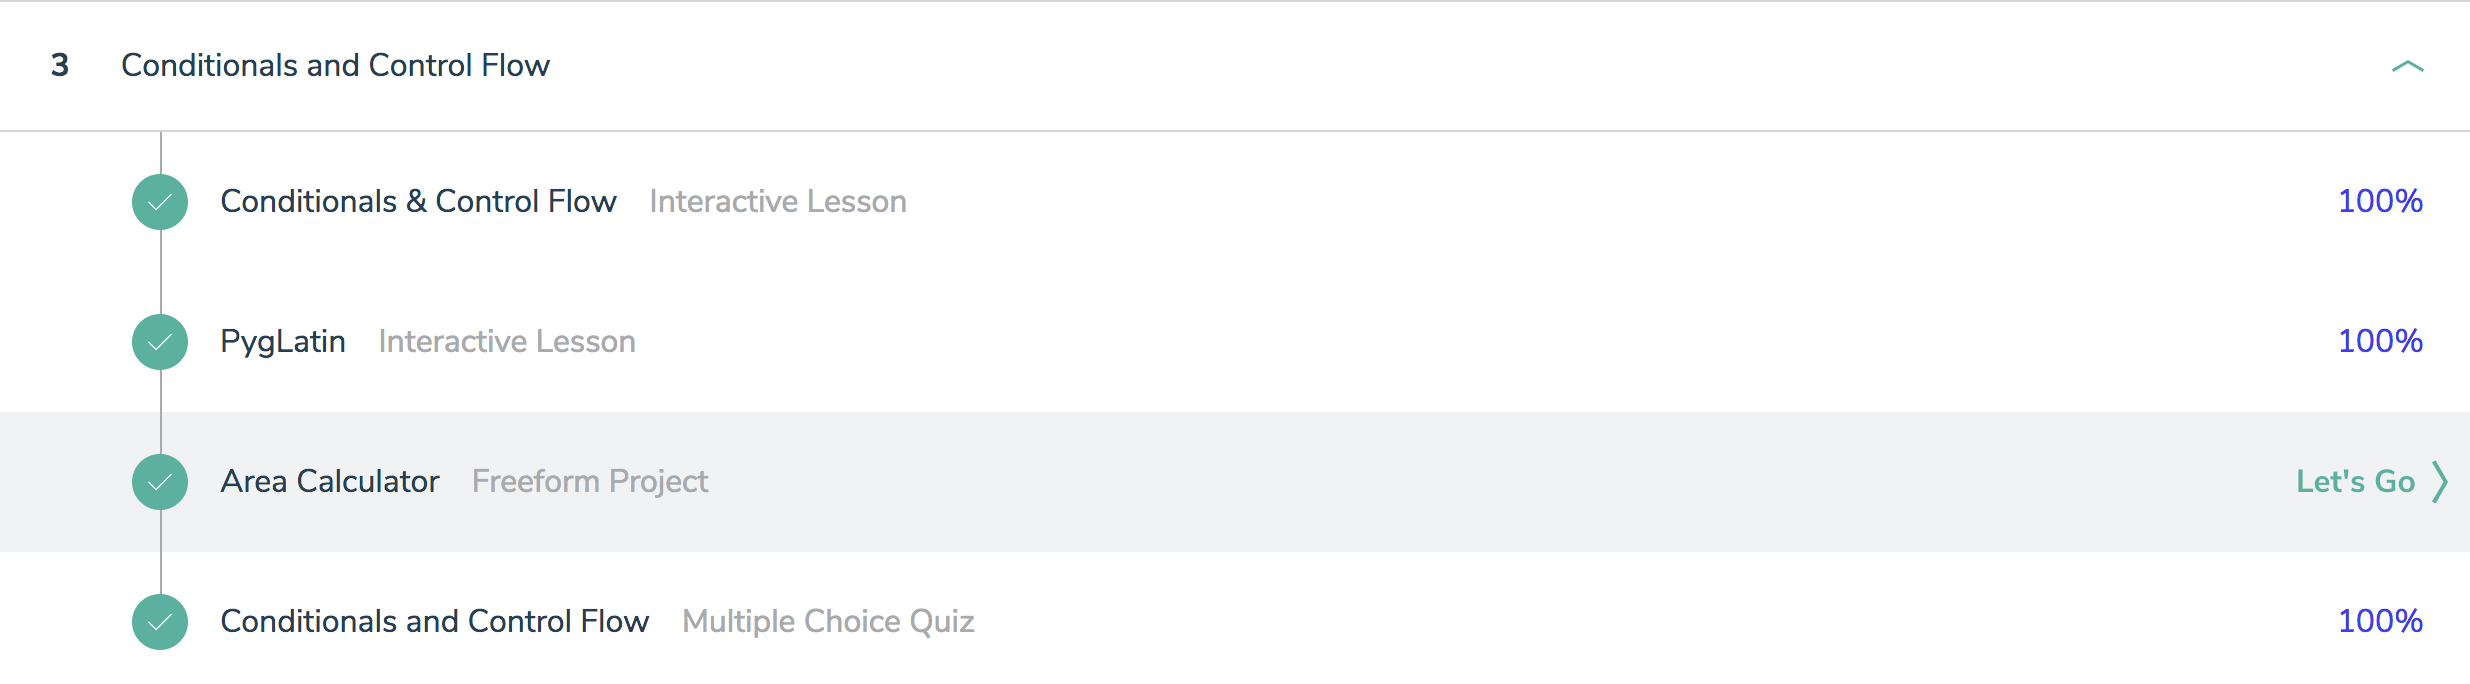 3 Conditionals and Control Flow
Conditionals & Control Flow Interactive Lesson 100%
PygLatin Interactive Lesson 100%
Area Calculator Freeform Project Let's Go
Conditionals and Control Flow Multiple Choice Quiz 100%